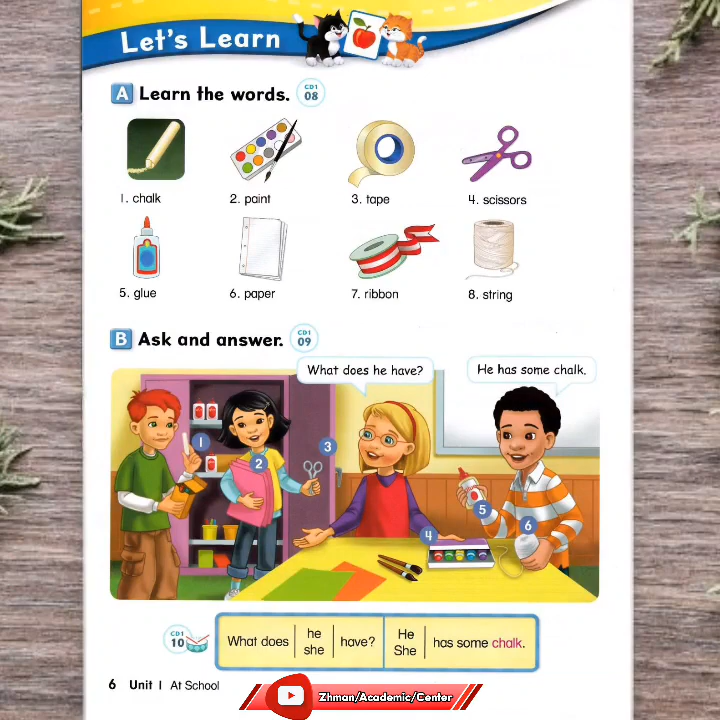 Let's Learn
A Learn the words. CD1 08
1. chalk
2. paint
3. tape
4. scissors
5. glue
6. paper
7. ribbon
8. string
B Ask and answer. CD1 09
What does he have?
He has some chalk.
1
2
3
4
5
6
CD1 10
What does he she have? He She has some chalk.
6 Unit 1 At School
Zhman/Academic/Center